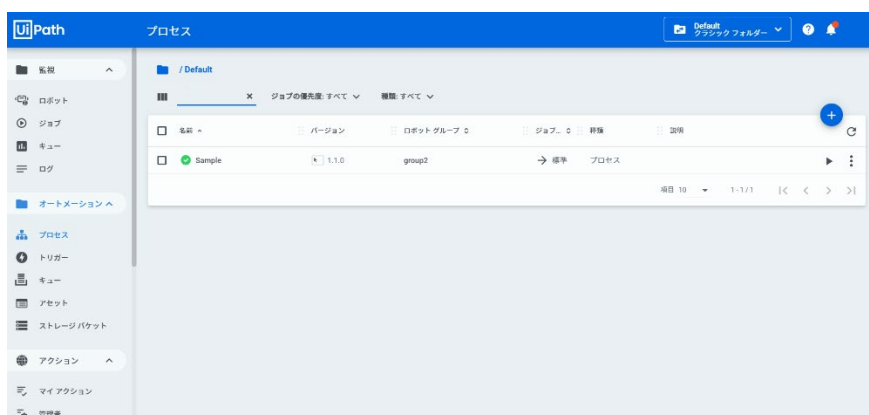 UiPath
プロセス
Default
クラシック フォルダー
監視
ロボット
ジョブ
キュー
ログ
オートメーション
プロセス
トリガー
キュー
アセット
ストレージ バケット
アクション
マイ アクション
/ Default
ジョブの優先度: すべて
種類: すべて
名前 バージョン ロボット グループ ジョブ... 種類 説明
Sample 1.1.0 group2 標準 プロセス
項目 10 1-1 / 1